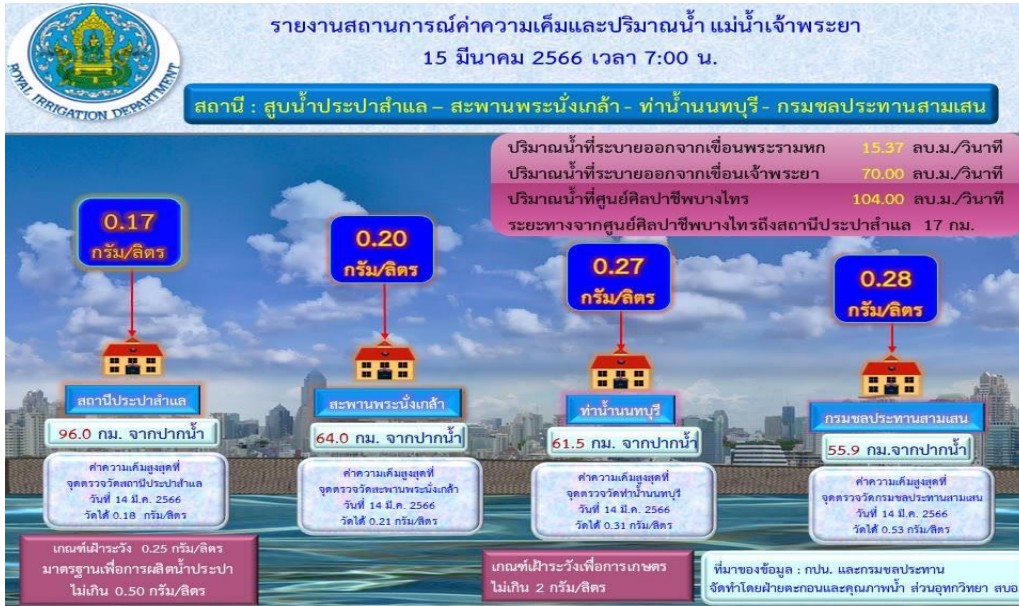 รายงานสถานการณ์ค่าความเค็มและปริมาณน้ำ แม่น้ำเจ้าพระยา
15 มีนาคม 2566 เวลา 7:00 น.
ROYAL IRRIGATION DEPARTMENT
สถานี : สูบน้ำประปาสำแล – สะพานพระนั่งเกล้า - ท่าน้ำนนทบุรี - กรมชลประทานสามเสน
ปริมาณน้ำที่ระบายออกจากเขื่อนพระรามหก 15.37 ลบ.ม./วินาที
ปริมาณน้ำที่ระบายออกจากเขื่อนเจ้าพระยา 70.00 ลบ.ม./วินาที
ปริมาณน้ำที่ศูนย์ศิลปาชีพบางไทร 104.00 ลบ.ม./วินาที
ระยะทางจากศูนย์ศิลปาชีพบางไทรถึงสถานีประปาสำแล 17 กม.
0.17
กรัม/ลิตร
สถานีประปาสำแล
96.0 กม. จากปากน้ำ
ค่าความเค็มสูงสุดที่
จุดตรวจวัดสถานีประปาสำแล
วันที่ 14 มี.ค. 2566
วัดได้ 0.18 กรัม/ลิตร
0.20
กรัม/ลิตร
สะพานพระนั่งเกล้า
64.0 กม. จากปากน้ำ
ค่าความเค็มสูงสุดที่
จุดตรวจวัดสะพานพระนั่งเกล้า
วันที่ 14 มี.ค. 2566
วัดได้ 0.21 กรัม/ลิตร
0.27
กรัม/ลิตร
ท่าน้ำนนทบุรี
61.5 กม. จากปากน้ำ
ค่าความเค็มสูงสุดที่
จุดตรวจวัดท่าน้ำนนทบุรี
วันที่ 14 มี.ค. 2566
วัดได้ 0.31 กรัม/ลิตร
0.28
กรัม/ลิตร
กรมชลประทานสามเสน
55.9 กม.จากปากน้ำ
ค่าความเค็มสูงสุดที่
จุดตรวจวัดกรมชลประทานสามเสน
วันที่ 14 มี.ค. 2566
วัดได้ 0.53 กรัม/ลิตร
เกณฑ์เฝ้าระวัง 0.25 กรัม/ลิตร
มาตรฐานเพื่อการผลิตน้ำประปา
ไม่เกิน 0.50 กรัม/ลิตร
เกณฑ์เฝ้าระวังเพื่อการเกษตร
ไม่เกิน 2 กรัม/ลิตร
ที่มาของข้อมูล : กปน. และกรมชลประทาน
จัดทำโดยฝ่ายตะกอนและคุณภาพน้ำ ส่วนอุทกวิทยา สบอ